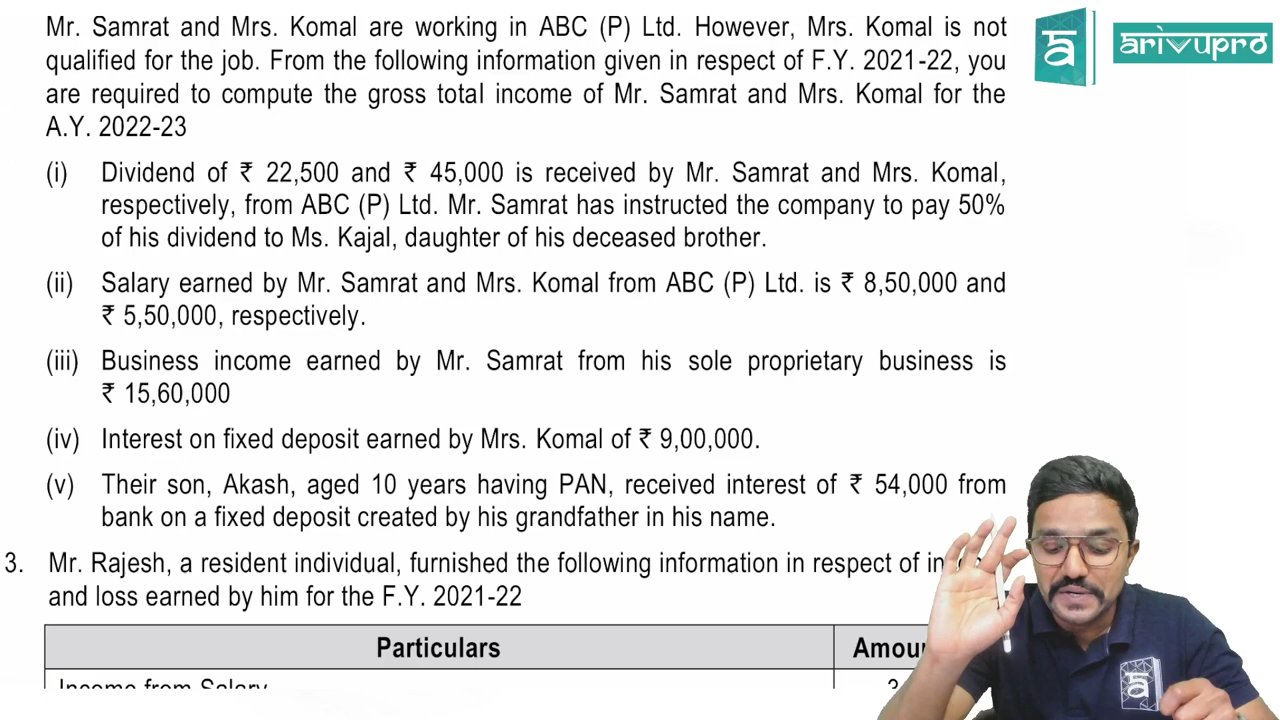 Mr. Samrat and Mrs. Komal are working in ABC (P) Ltd. However, Mrs. Komal is not
qualified for the job. From the following information given in respect of F.Y. 2021-22, you
are required to compute the gross total income of Mr. Samrat and Mrs. Komal for the
A.Y. 2022-23
(i) Dividend of ₹ 22,500 and ₹ 45,000 is received by Mr. Samrat and Mrs. Komal,
respectively, from ABC (P) Ltd. Mr. Samrat has instructed the company to pay 50%
of his dividend to Ms. Kajal, daughter of his deceased brother.
(ii) Salary earned by Mr. Samrat and Mrs. Komal from ABC (P) Ltd. is ₹ 8,50,000 and
₹ 5,50,000, respectively.
(iii) Business income earned by Mr. Samrat from his sole proprietary business is
₹ 15,60,000
(iv) Interest on fixed deposit earned by Mrs. Komal of ₹ 9,00,000.
(v) Their son, Akash, aged 10 years having PAN, received interest of ₹ 54,000 from
bank on a fixed deposit created by his grandfather in his name.
3. Mr. Rajesh, a resident individual, furnished the following information in respect of
and loss earned by him for the F.Y. 2021-22
Particulars
Income from Salary
arivupro